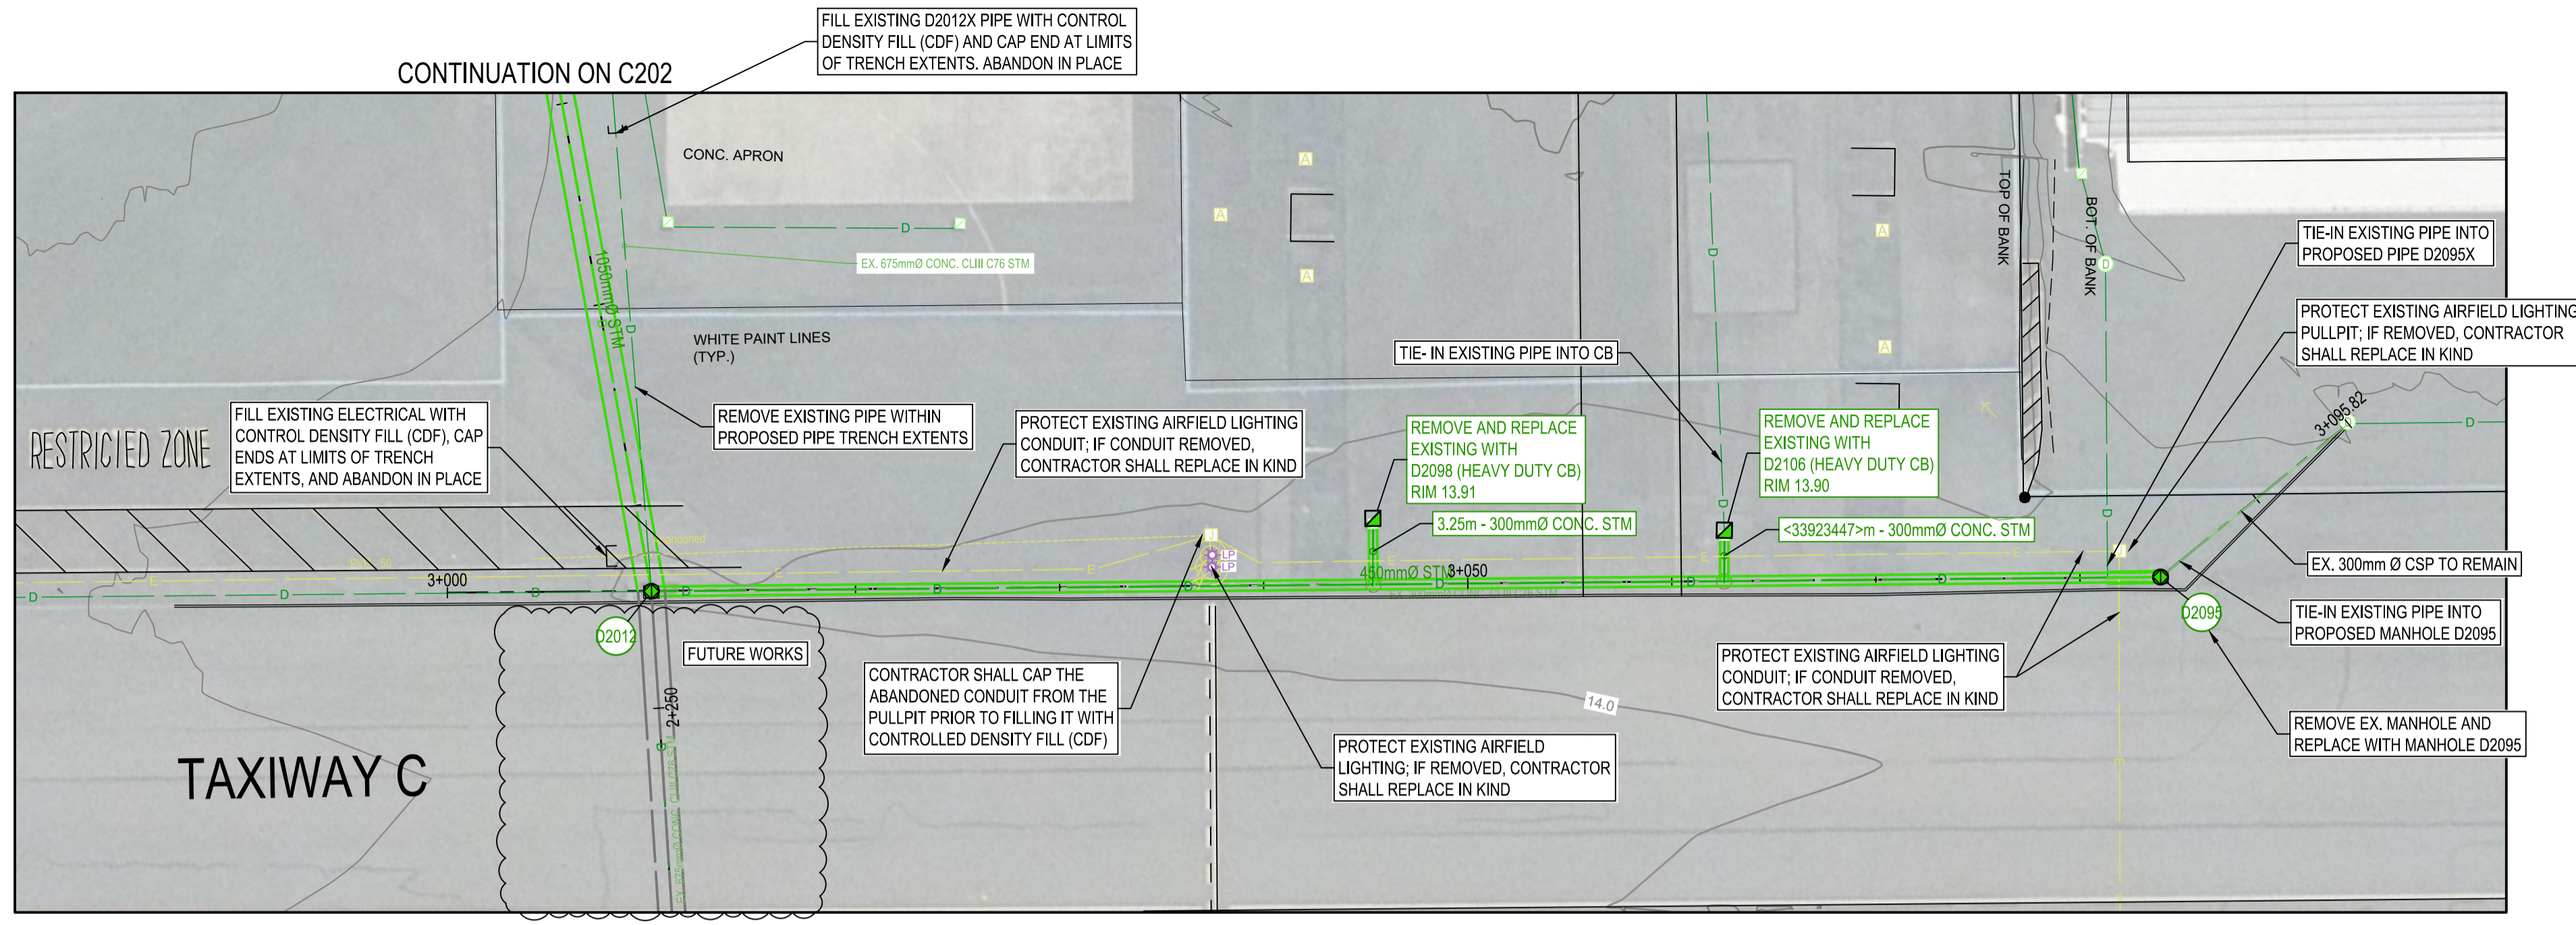 FILL EXISTING D2012X PIPE WITH CONTROL
DENSITY FILL (CDF) AND CAP END AT LIMITS
OF TRENCH EXTENTS. ABANDON IN PLACE
CONTINUATION ON C202
CONC. APRON
A
A
A
A
A
TOP OF BANK
BOT. OF BANK
D
D
D
EX. 675mmØ CONC. CLIII C76 STM
1050mmØ STM
D
TIE-IN EXISTING PIPE INTO
PROPOSED PIPE D2095X
PROTECT EXISTING AIRFIELD LIGHTING
PULLPIT; IF REMOVED, CONTRACTOR
SHALL REPLACE IN KIND
WHITE PAINT LINES
(TYP.)
TIE- IN EXISTING PIPE INTO CB
RESTRICTED ZONE
FILL EXISTING ELECTRICAL WITH
CONTROL DENSITY FILL (CDF), CAP
ENDS AT LIMITS OF TRENCH
EXTENTS, AND ABANDON IN PLACE
REMOVE EXISTING PIPE WITHIN
PROPOSED PIPE TRENCH EXTENTS
PROTECT EXISTING AIRFIELD LIGHTING
CONDUIT; IF CONDUIT REMOVED,
CONTRACTOR SHALL REPLACE IN KIND
REMOVE AND REPLACE
EXISTING WITH
D2098 (HEAVY DUTY CB)
RIM 13.91
REMOVE AND REPLACE
EXISTING WITH
D2106 (HEAVY DUTY CB)
RIM 13.90
3+095.82
D
D
D
3.25m - 300mmØ CONC. STM
<33923447>m - 300mmØ CONC. STM
J
LP
LP
J
E
E
E
E
E
EX. 300mm Ø CSP TO REMAIN
3+000
450mmØ STM
3+050
D
D
D
D
D
D
D
D
D
D2012
D2095
TIE-IN EXISTING PIPE INTO
PROPOSED MANHOLE D2095
FUTURE WORKS
CONTRACTOR SHALL CAP THE
ABANDONED CONDUIT FROM THE
PULLPIT PRIOR TO FILLING IT WITH
CONTROLLED DENSITY FILL (CDF)
PROTECT EXISTING AIRFIELD LIGHTING
CONDUIT; IF CONDUIT REMOVED,
CONTRACTOR SHALL REPLACE IN KIND
2+250
14.0
D
EX. 675mmØ CONC. CLIII C76 STM
TAXIWAY C
PROTECT EXISTING AIRFIELD
LIGHTING; IF REMOVED, CONTRACTOR
SHALL REPLACE IN KIND
REMOVE EX. MANHOLE AND
REPLACE WITH MANHOLE D2095
E